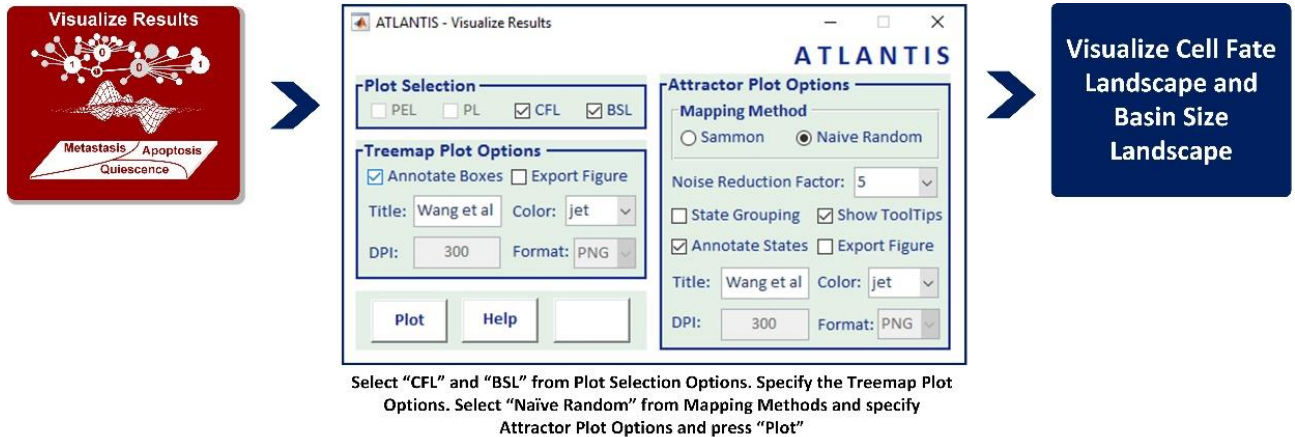 Visualize Results
0
1
1
0
1
Metastasis
Apoptosis
Quiescence
ATLANTIS - Visualize Results
ATLANTIS
Plot Selection
PEL
PL
CFL
BSL
Treemap Plot Options
Annotate Boxes
Export Figure
Title:
Wang et al
Color:
jet
DPI:
300
Format:
PNG
Plot
Help
Attractor Plot Options
Mapping Method
Sammon
Naive Random
Noise Reduction Factor:
5
State Grouping
Show ToolTips
Annotate States
Export Figure
Title:
Wang et al
Color:
jet
DPI:
300
Format:
PNG
Visualize Cell Fate
Landscape and
Basin Size
Landscape
Select “CFL” and “BSL” from Plot Selection Options. Specify the Treemap Plot
Options. Select “Naïve Random” from Mapping Methods and specify
Attractor Plot Options and press “Plot”